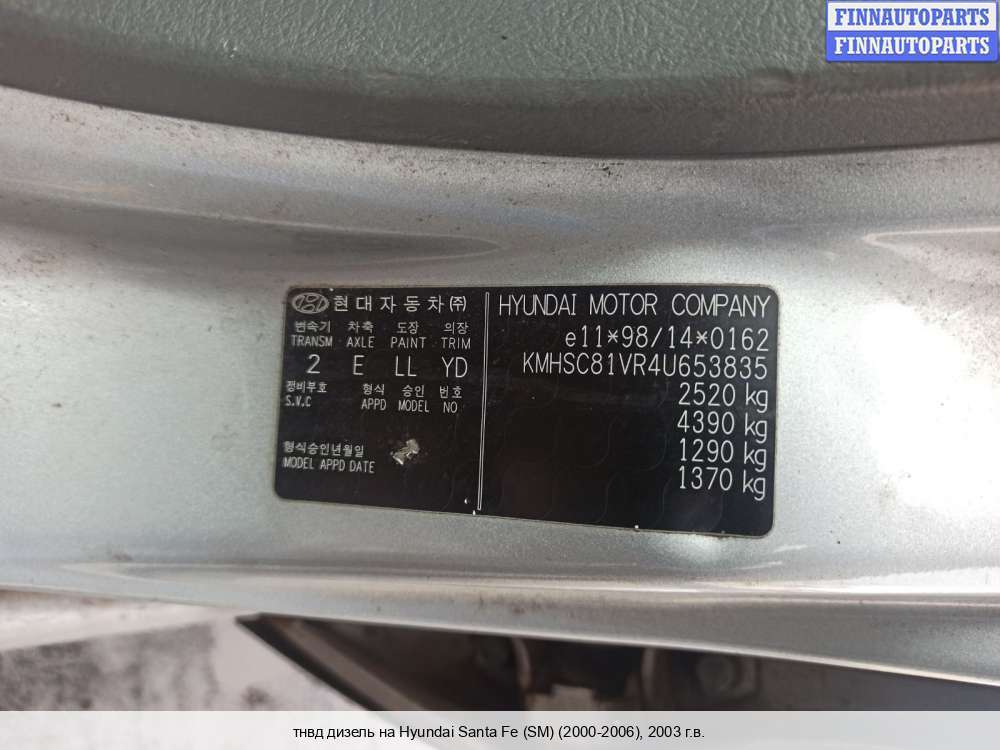 FINNAUTOPARTS
FINNAUTOPARTS
현대자동차㈜
변속기 차축 도장 의장
TRANSM AXLE PAINT TRIM
2 E LL YD
정비부호 형식 승인 번호
S.V.C APPD MODEL NO
형식승인년월일
MODEL APPD DATE
HYUNDAI MOTOR COMPANY
e11*98/14*0162
KMHSC81VR4U653835
2520 kg
4390 kg
1290 kg
1370 kg
тнвд дизель на Hyundai Santa Fe (SM) (2000-2006), 2003 г.в.